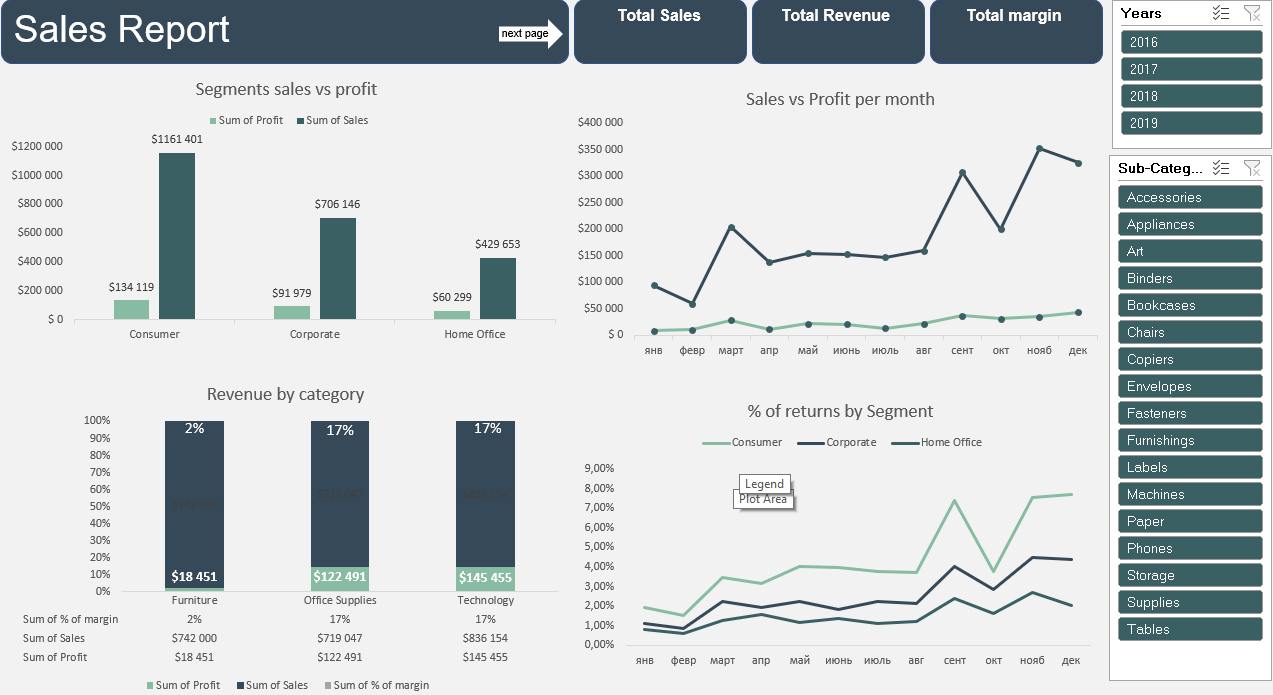 Sales Report
next page
Total Sales
Total Revenue
Total margin
Segments sales vs profit
Sum of Profit Sum of Sales
$1200 000
$1000 000
$800 000
$600 000
$400 000
$200 000
$ 0
$134 119
$1161 401
$91 979
$706 146
$60 299
$429 653
Consumer Corporate Home Office
Sales vs Profit per month
$400 000
$350 000
$300 000
$250 000
$200 000
$150 000
$100 000
$50 000
$ 0
янв февр март апр май июнь июль авг сент окт нояб дек
Revenue by category
100%
90%
80%
70%
60%
50%
40%
30%
20%
10%
0%
2% 17% 17%
$742 000 $719 047 $836 154
$18 451 $122 491 $145 455
Furniture Office Supplies Technology
Sum of % of margin 2% 17% 17%
Sum of Sales $742 000 $719 047 $836 154
Sum of Profit $18 451 $122 491 $145 455
Sum of Profit Sum of Sales Sum of % of margin
% of returns by Segment
Consumer Corporate Home Office
9,00%
8,00%
7,00%
6,00%
5,00%
4,00%
3,00%
2,00%
1,00%
0,00%
Legend
Plot Area
янв февр март апр май июнь июль авг сент окт нояб дек
Years
2016
2017
2018
2019
Sub-Categ...
Accessories
Appliances
Art
Binders
Bookcases
Chairs
Copiers
Envelopes
Fasteners
Furnishings
Labels
Machines
Paper
Phones
Storage
Supplies
Tables